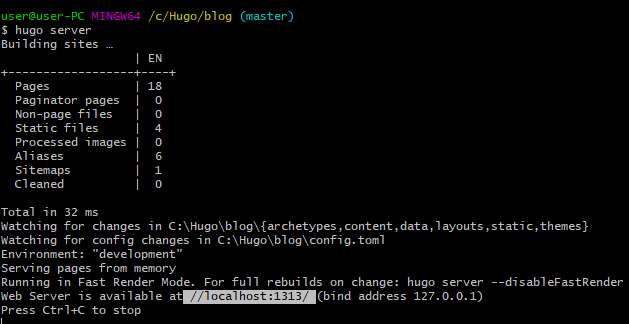 user@user-PC MINGW64 /c/Hugo/blog (master)
$ hugo server
Building sites …
                   | EN
+------------------+----+
  Pages            | 18
  Paginator pages  |  0
  Non-page files   |  0
  Static files     |  4
  Processed images |  0
  Aliases          |  6
  Sitemaps         |  1
  Cleaned          |  0
Total in 32 ms
Watching for changes in C:\Hugo\blog\{archetypes,content,data,layouts,static,themes}
Watching for config changes in C:\Hugo\blog\config.toml
Environment: "development"
Serving pages from memory
Running in Fast Render Mode. For full rebuilds on change: hugo server --disableFastRender
Web Server is available at //localhost:1313/ (bind address 127.0.0.1)
Press Ctrl+C to stop